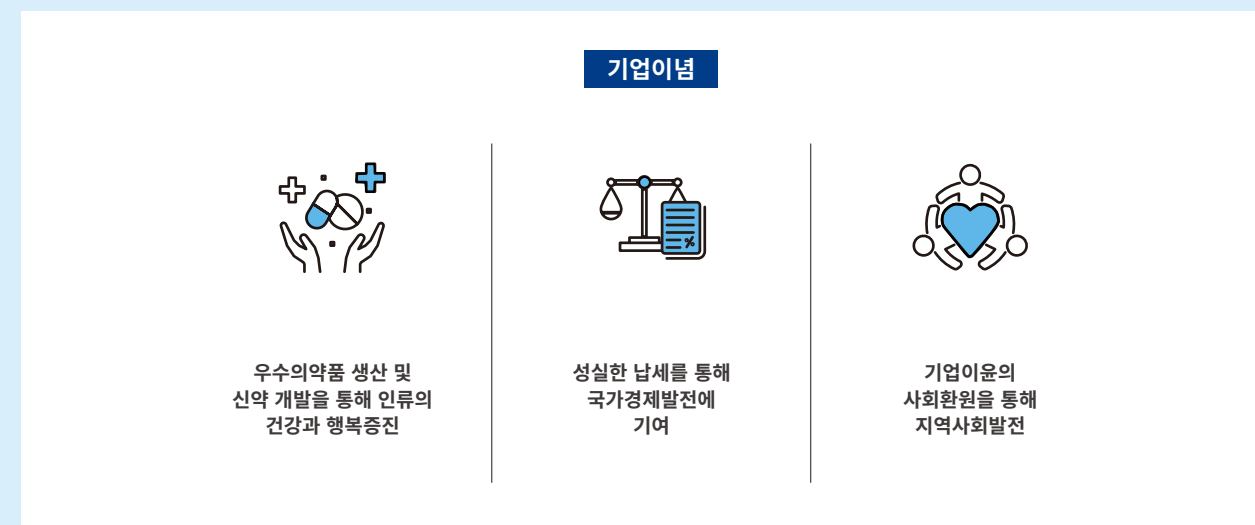 기업이념
우수의약품 생산 및
신약 개발을 통해 인류의
건강과 행복증진
성실한 납세를 통해
국가경제발전에
기여
기업이윤의
사회환원을 통해
지역사회발전
%